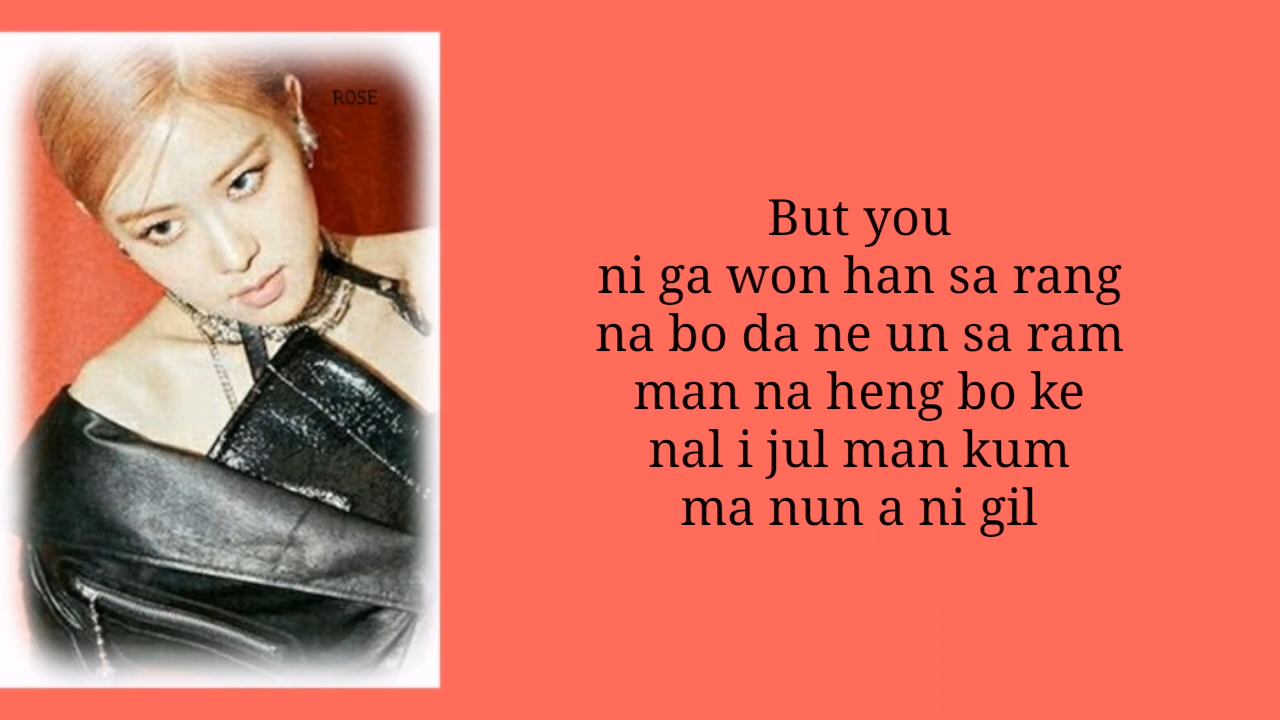 ROSE
But you
ni ga won han sa rang
na bo da ne un sa ram
man na heng bo ke
nal i jul man kum
ma nun a ni gil